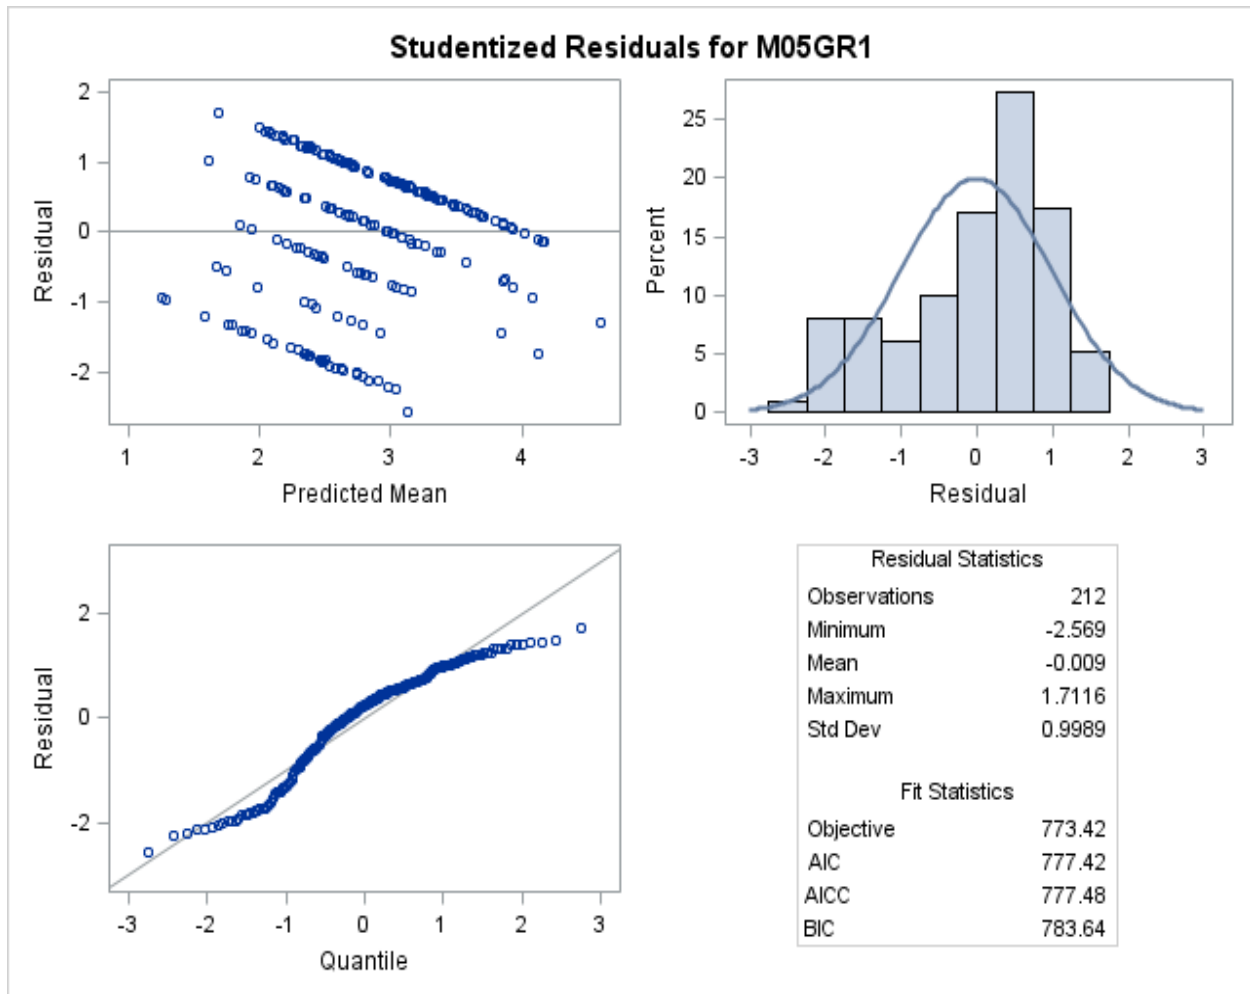 Studentized Residuals for M05GR1
2
1
0
-1
-2
Residual
1 2 3 4
Predicted Mean
25
20
15
10
5
0
Percent
-3 -2 -1 0 1 2 3
Residual
2
0
-2
Residual
-3 -2 -1 0 1 2 3
Quantile
Residual Statistics
Observations 212
Minimum -2.569
Mean -0.009
Maximum 1.7116
Std Dev 0.9989
Fit Statistics
Objective 773.42
AIC 777.42
AICC 777.48
BIC 783.64